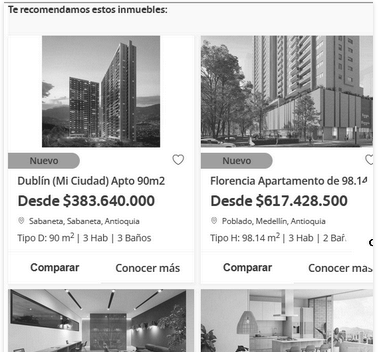 Te recomendamos estos inmuebles:
Nuevo
Dublín (Mi Ciudad) Apto 90m2
Desde $383.640.000
Sabaneta, Sabaneta, Antioquia
Tipo D: 90 m² | 3 Hab | 3 Baños
Comparar Conocer más
Nuevo
Florencia Apartamento de 98.14
Desde $617.428.500
Poblado, Medellín, Antioquia
Tipo H: 98.14 m² | 3 Hab | 2 Bañ
Comparar Conocer mas